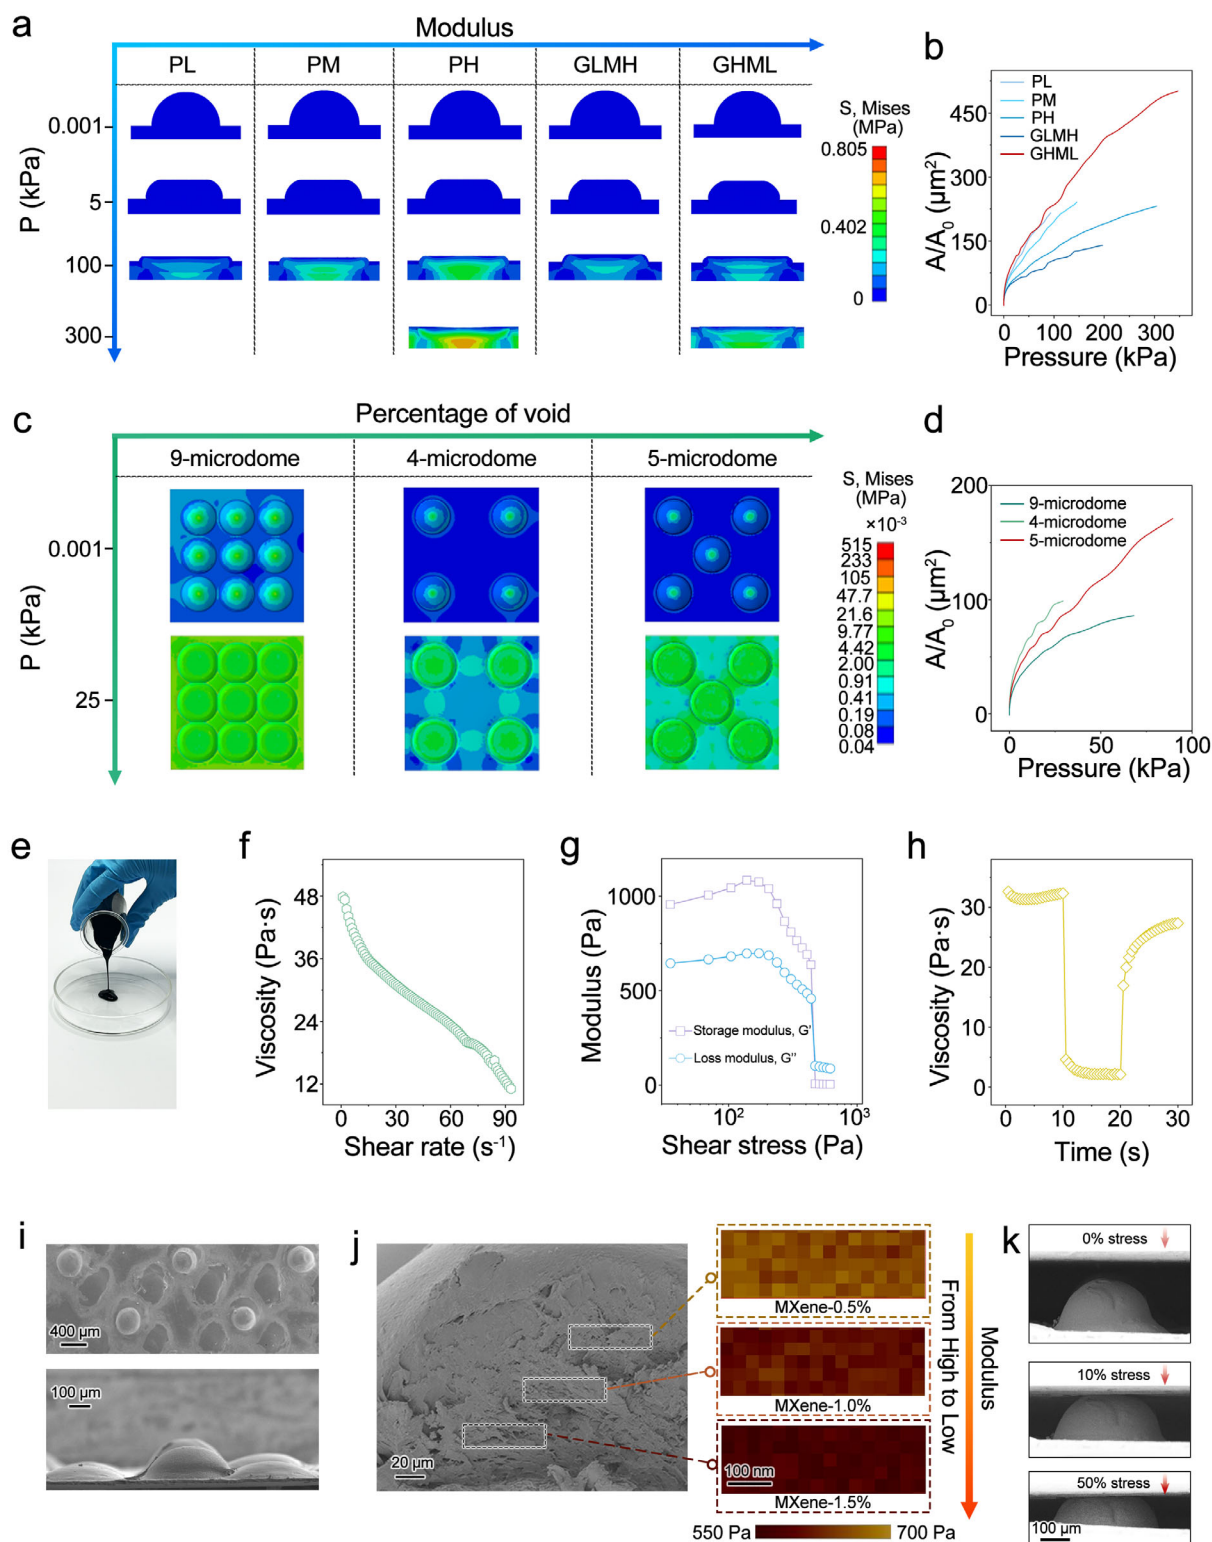 a
Modulus
PL PM PH GLMH GHML
P (kPa)
0.001
5
100
300
S, Mises
(MPa)
0.805
0.402
0
b
A/A0 (µm²)
450
300
150
0
PL
PM
PH
GLMH
GHML
0 100 200 300
Pressure (kPa)
c
Percentage of void
9-microdome 4-microdome 5-microdome
P (kPa)
0.001
25
S, Mises
(MPa)
×10⁻³
515
233
105
47.7
21.6
9.77
4.42
2.00
0.91
0.41
0.19
0.08
0.04
d
A/A0 (µm²)
200
100
0
9-microdome
4-microdome
5-microdome
0 50 100
Pressure (kPa)
e
f
Viscosity (Pa·s)
48
36
24
12
0 30 60 90
Shear rate (s⁻¹)
g
Modulus (Pa)
1000
500
0
Storage modulus, G'
Loss modulus, G''
10² 10³
Shear stress (Pa)
h
Viscosity (Pa·s)
30
20
10
0
0 10 20 30
Time (s)
i
400 µm
100 µm
j
20 µm
MXene-0.5%
MXene-1.0%
100 nm
MXene-1.5%
550 Pa 700 Pa
Modulus
From High to Low
k
0% stress
10% stress
50% stress
100 µm